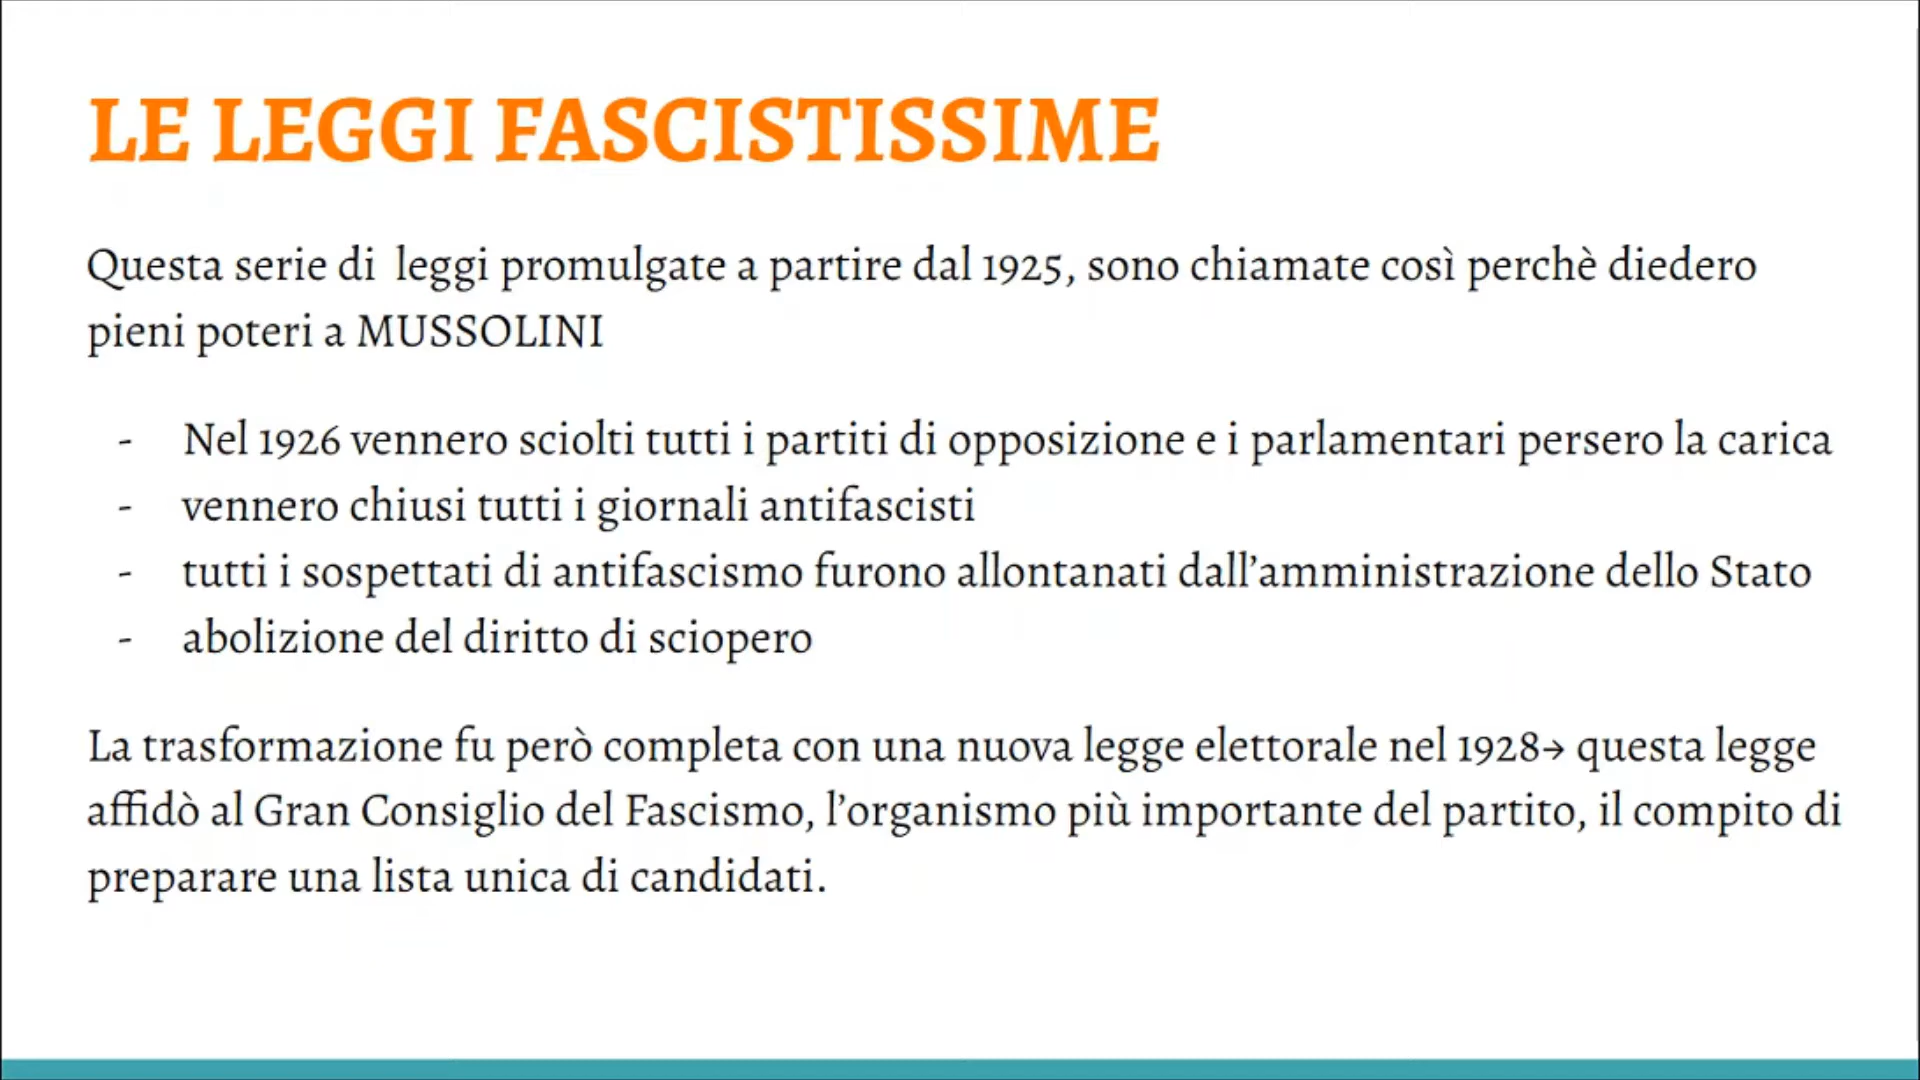 LE LEGGI FASCISTISSIME
Questa serie di leggi promulgate a partire dal 1925, sono chiamate così perchè diedero
pieni poteri a MUSSOLINI
- Nel 1926 vennero sciolti tutti i partiti di opposizione e i parlamentari persero la carica
- vennero chiusi tutti i giornali antifascisti
- tutti i sospettati di antifascismo furono allontanati dall’amministrazione dello Stato
- abolizione del diritto di sciopero
La trasformazione fu però completa con una nuova legge elettorale nel 1928→ questa legge
affidò al Gran Consiglio del Fascismo, l’organismo più importante del partito, il compito di
preparare una lista unica di candidati.